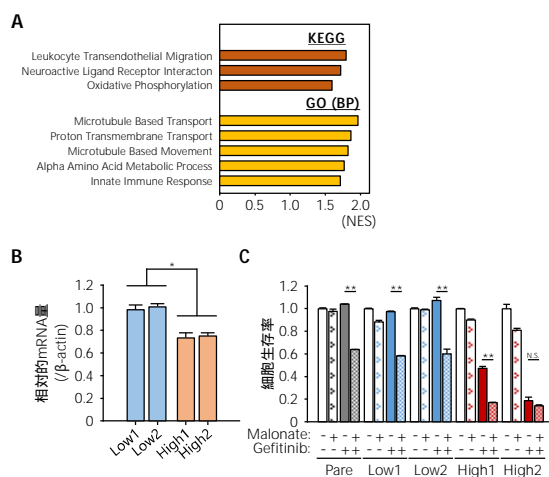 A
KEGG
Leukocyte Transendothelial Migration
Neuroactive Ligand Receptor Interacton
Oxidative Phosphorylation
GO (BP)
Microtubule Based Transport
Proton Transmembrane Transport
Microtubule Based Movement
Alpha Amino Acid Metabolic Process
Innate Immune Response
0 0.5 1.0 1.5 2.0
(NES)
B
相対的mRNA量
(/β-actin)
1.2
1.0
0.8
0.6
0.4
0.2
0
*
Low1 Low2 High1 High2
C
細胞生存率
1.2
1.0
0.8
0.6
0.4
0.2
0
** ** ** ** N.S.
Malonate: - + - + - + - + - + - + - + - + - + - +
Gefitinib: - - + + - - + + - - + + - - + + - - + +
Pare Low1 Low2 High1 High2